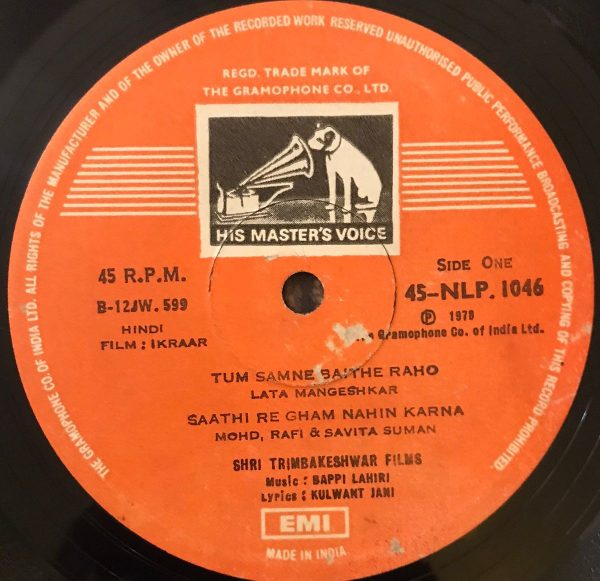 THE GRAMOPHONE CO. OF INDIA LTD. ALL RIGHTS OF THE MANUFACTURER AND OF THE OWNER OF THE RECORDED WORK RESERVED UNAUTHORISED PUBLIC PERFORMANCE BROADCASTING AND COPYING OF THIS RECORD PROHIBITED.
REGD. TRADE MARK OF
THE GRAMOPHONE CO., LTD.
HIS MASTER'S VOICE
45 R.P.M.
B-12JW. 599
HINDI
FILM : IKRAAR
SIDE ONE
45-NLP. 1046
Ⓟ 1979
Gramophone Co. of India Ltd.
TUM SAMNE BAITHE RAHO
LATA MANGESHKAR
SAATHI RE GHAM NAHIN KARNA
MOHD, RAFI & SAVITA SUMAN
SHRI TRIMBAKESHWAR FILMS
Music : BAPPI LAHIRI
Lyrics : KULWANT JANI
EMI
MADE IN INDIA